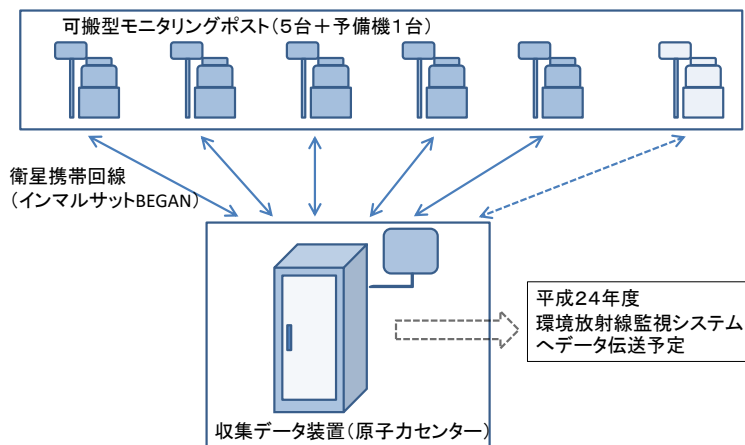 可搬型モニタリングポスト(5台+予備機1台)
衛星携帯回線
(インマルサットBEGAN)
平成24年度
環境放射線監視システム
へデータ伝送予定
収集データ装置(原子力センター)